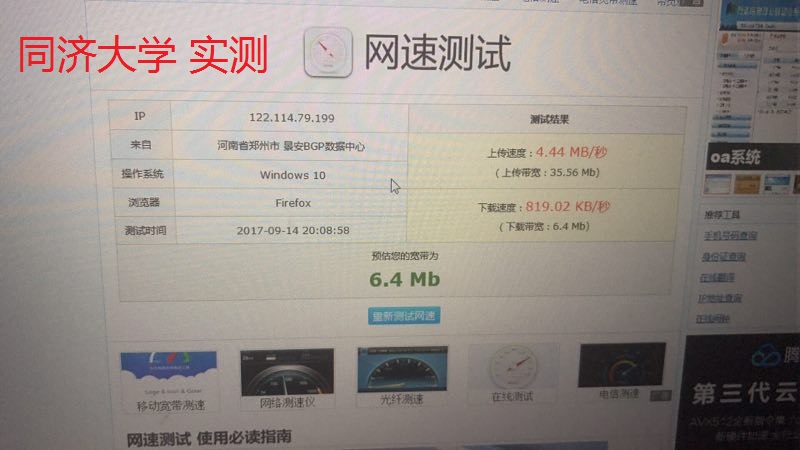 同济大学 实测
网速测试
IP
122.114.79.199
测试结果
来自
河南省郑州市 景安BGP数据中心
上传速度：4.44 MB/秒
（上传带宽：35.56 Mb）
操作系统
Windows 10
浏览器
Firefox
下载速度：819.02 KB/秒
（下载带宽：6.4 Mb）
测试时间
2017-09-14 20:08:58
预估您的宽带为
6.4 Mb
重新测试网速
移动宽带测速
网络测速仪
光纤测速
在线测试
电信测速
广告
网速测试 使用必读指南
oa系统
推荐工具
手机号码查询
身份证查询
在线翻译
IP地址查询
腾
第三代云